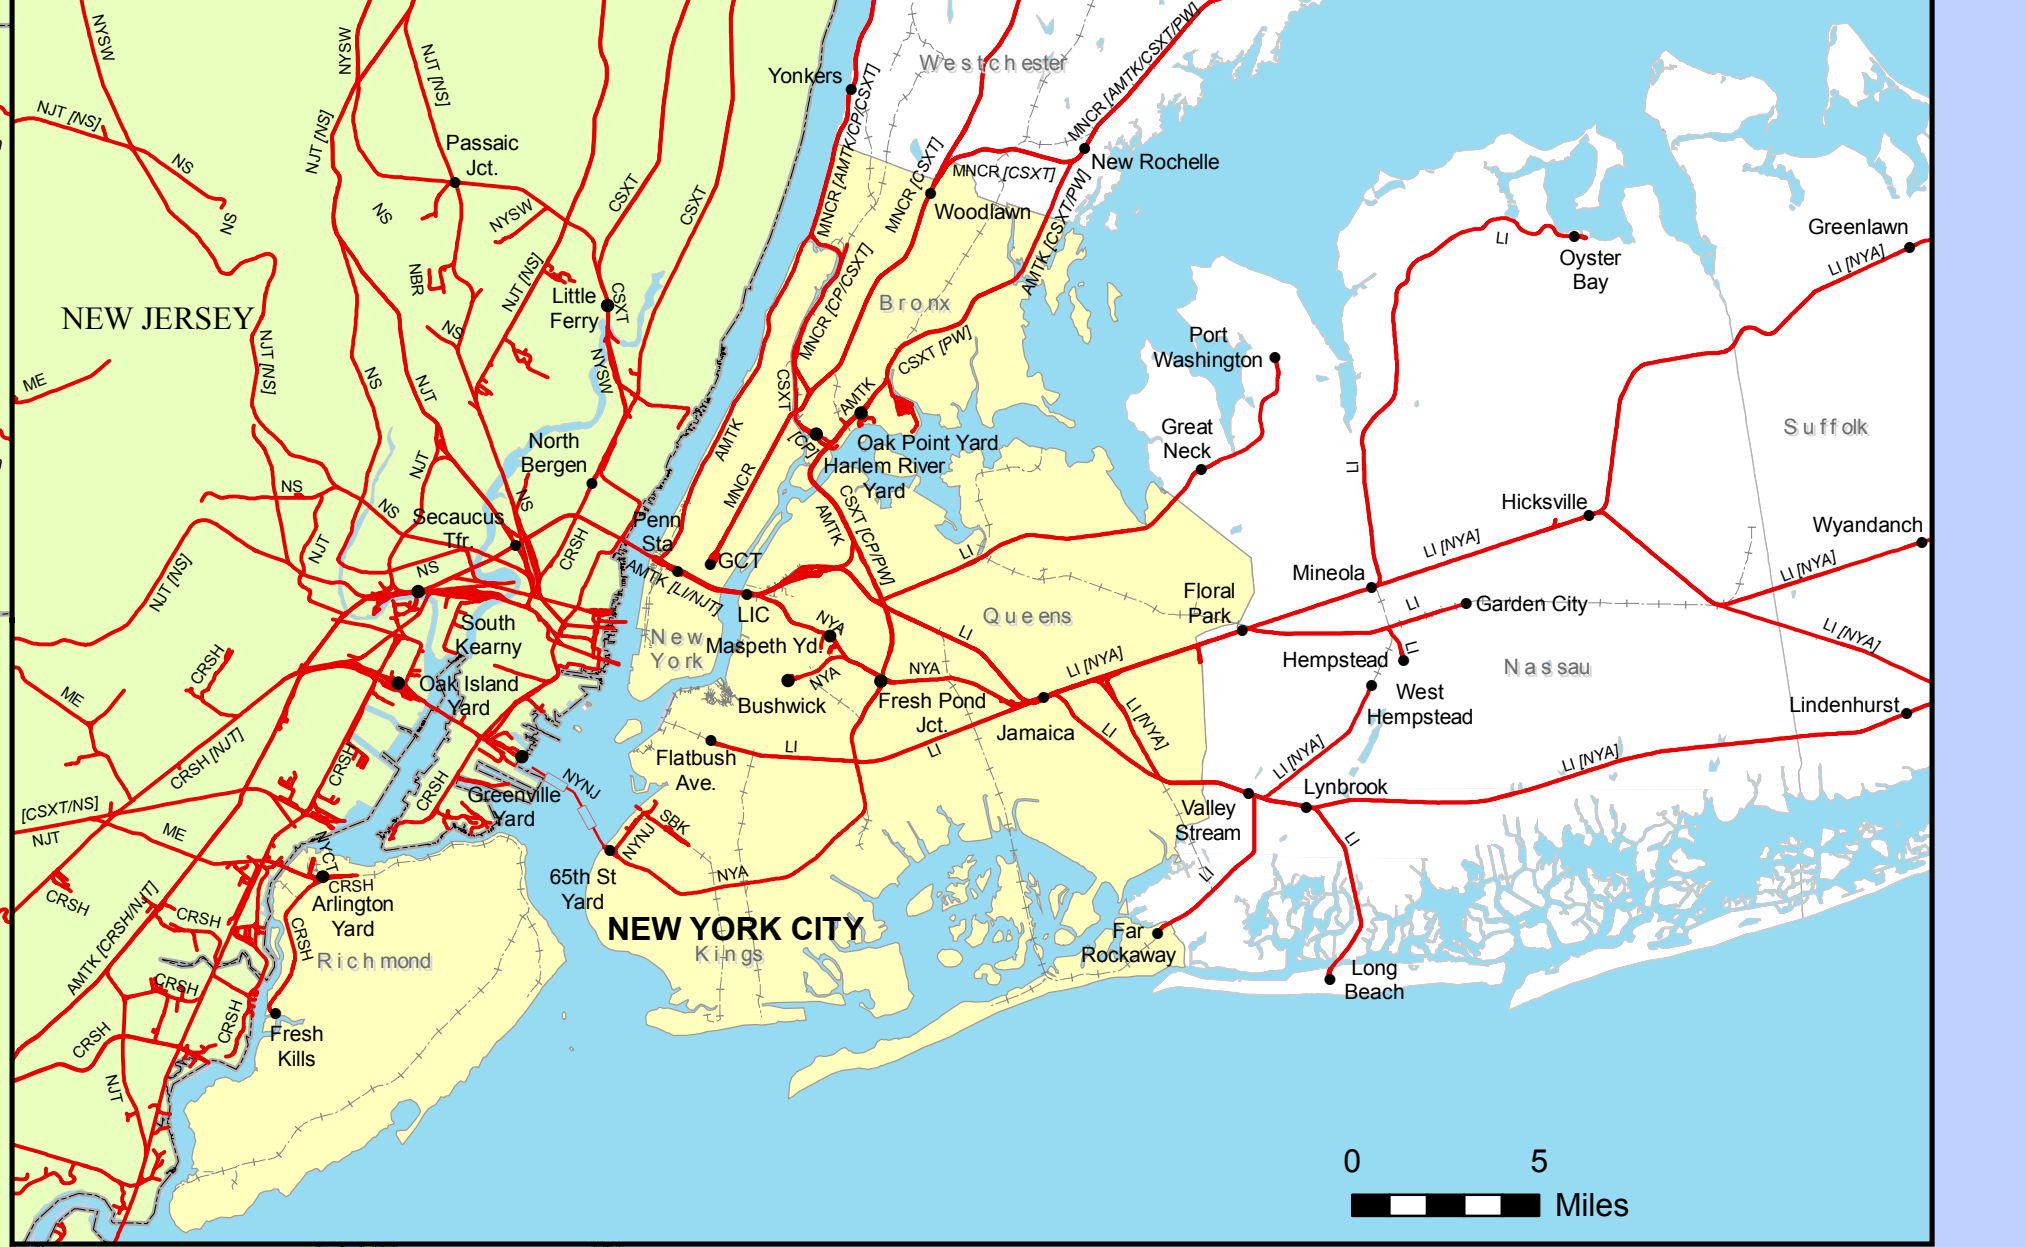 NYSW
NYSW
NJT [NS]
Yonkers
Westchester
MNCR [AMTK/CSXT/PW]
NJT [NS]
NS
NJT [NS]
Passaic
Jct.
MNCR [AMTK/CP/CSXT]
MNCR [CSXT]
MNCR [CSXT]
New Rochelle
Woodlawn
AMTK [CSXT/PW]
NS
NS
NYSW
CSXT
CSXT
LI
Oyster
Bay
Greenlawn
LI [NYA]
NBR
NJT [NS]
Little
Ferry
CSXT
MNCR [CP/CSXT]
Bronx
NEW JERSEY
NS
NJT [NS]
NYSW
CSXT [PW]
Port
Washington
ME
NS
NJT
CSXT
AMTK
AMTK
[CP]
Oak Point Yard
Harlem River
Yard
Great
Neck
Suffolk
North
Bergen
NJT
MNCR
LI
NS
NS
NS
Secaucus
Tfr.
Penn
Sta
CSXT [CP/PW]
AMTK
Hicksville
LI [NYA]
Wyandanch
LI [NYA]
NJT
NS
CRSH
GCT
AMTK [LI/NJT]
LI
NJT [NS]
LIC
Mineola
Floral
Park
LI
Garden City
South
Kearny
New
York
NYA
Maspeth Yd.
Queens
LI
LI [NYA]
CRSH
LI
Hempstead
Nassau
LI [NYA]
ME
Oak Island
Yard
NYA
Bushwick
NYA
Fresh Pond
Jct.
Jamaica
LI
LI [NYA]
West
Hempstead
Lindenhurst
CRSH [NJT]
CRSH
Flatbush
Ave.
LI
LI
LI [NYA]
LI [NYA]
[CSXT/NS]
NJT
ME
CRSH
Greenville
Yard
NYNJ
NYNJ
SBK
Valley
Stream
Lynbrook
LI
NYCT
CRSH
Arlington
Yard
65th St
Yard
NYA
LI
CRSH
CRSH
AMTK [CRSH/NJT]
CRSH
Richmond
NEW YORK CITY
Kings
Far
Rockaway
Long
Beach
CRSH
CRSH
CRSH
Fresh
Kills
NJT
0 5
Miles